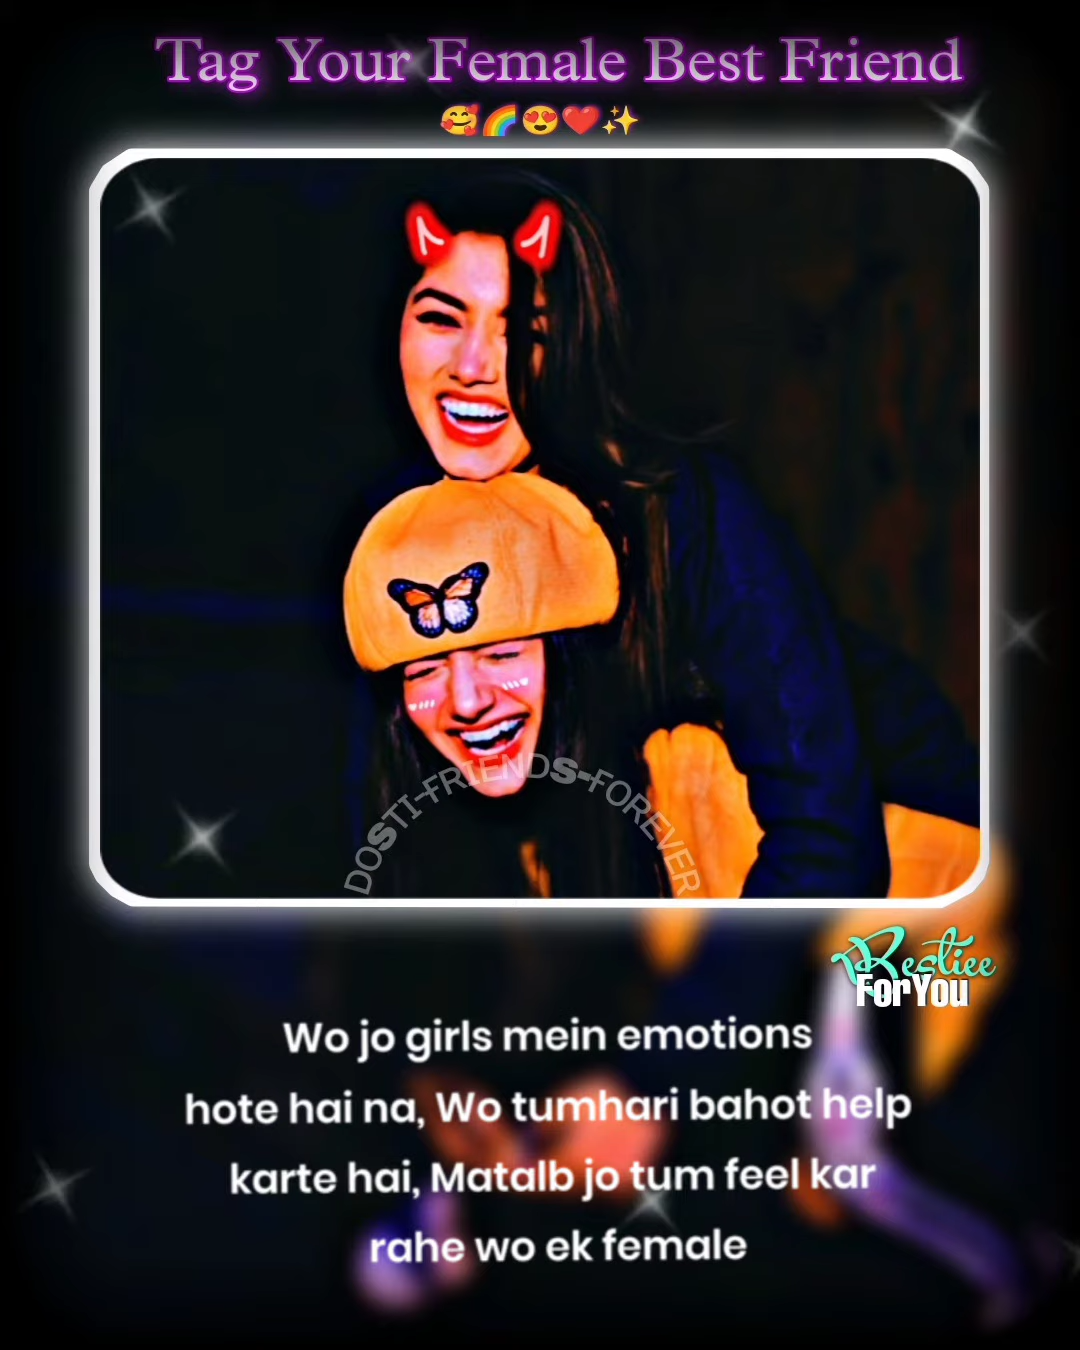 Tag Your Female Best Friend
🥰🌈😍❤️✨
DOSTI-FRIENDS-FOREVER
Bestiee
ForYou
Wo jo girls mein emotions
hote hai na, Wo tumhari bahot help
karte hai, Matalb jo tum feel kar
rahe wo ek female